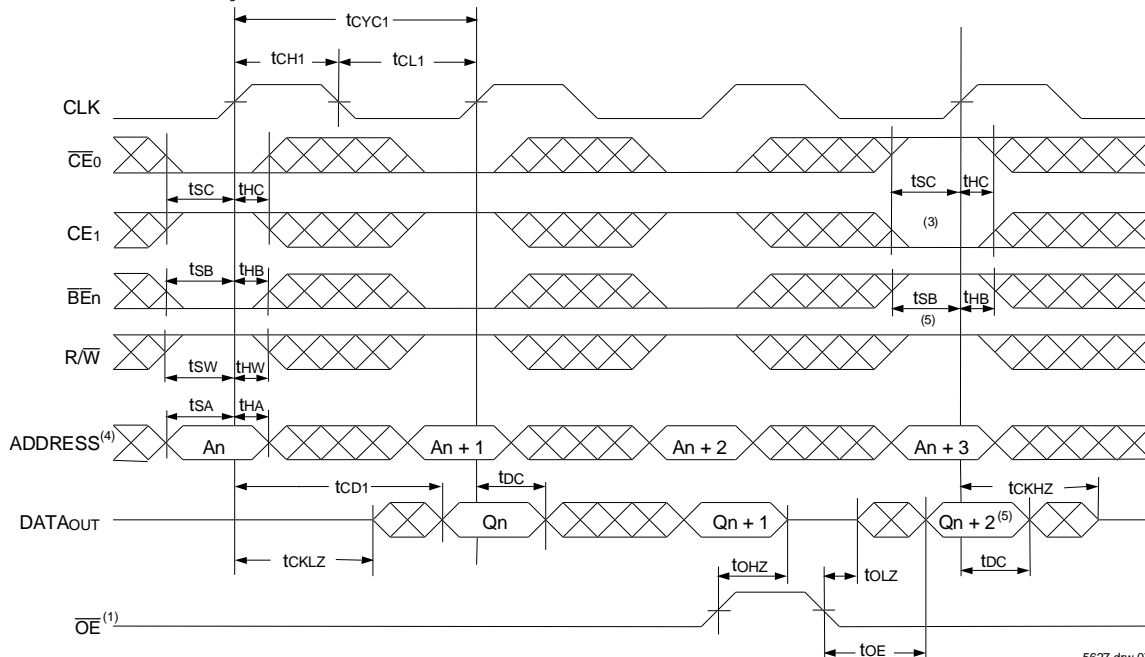 tCYC1
tCH1 tCL1
CLK
CE0
tSC tHC tSC tHC
CE1 (3)
tSB tHB
BEn tSB tHB
(5)
R/W
tSW tHW
tSA tHA
ADDRESS(4) An An + 1 An + 2 An + 3
tCD1 tDC tCKHZ
DATAOUT Qn Qn + 1 Qn + 2(5)
tCKLZ tOHZ tOLZ tDC
OE(1)
tOE